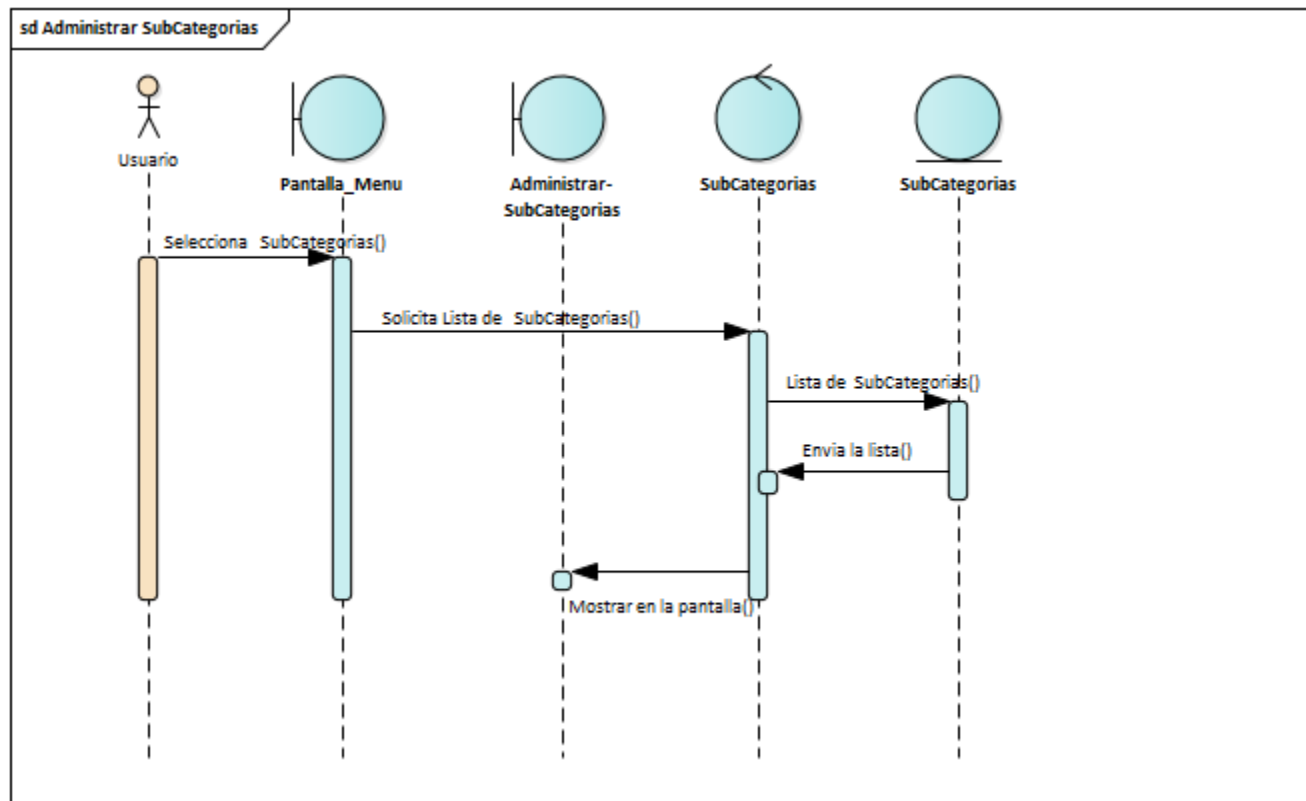 sd Administrar SubCategorias
Usuario
Pantalla_Menu
Administrar-
SubCategorias
SubCategorias
SubCategorias
Selecciona SubCategorias()
Solicita Lista de SubCategorias()
Lista de SubCategorias()
Envia la lista()
Mostrar en la pantalla()